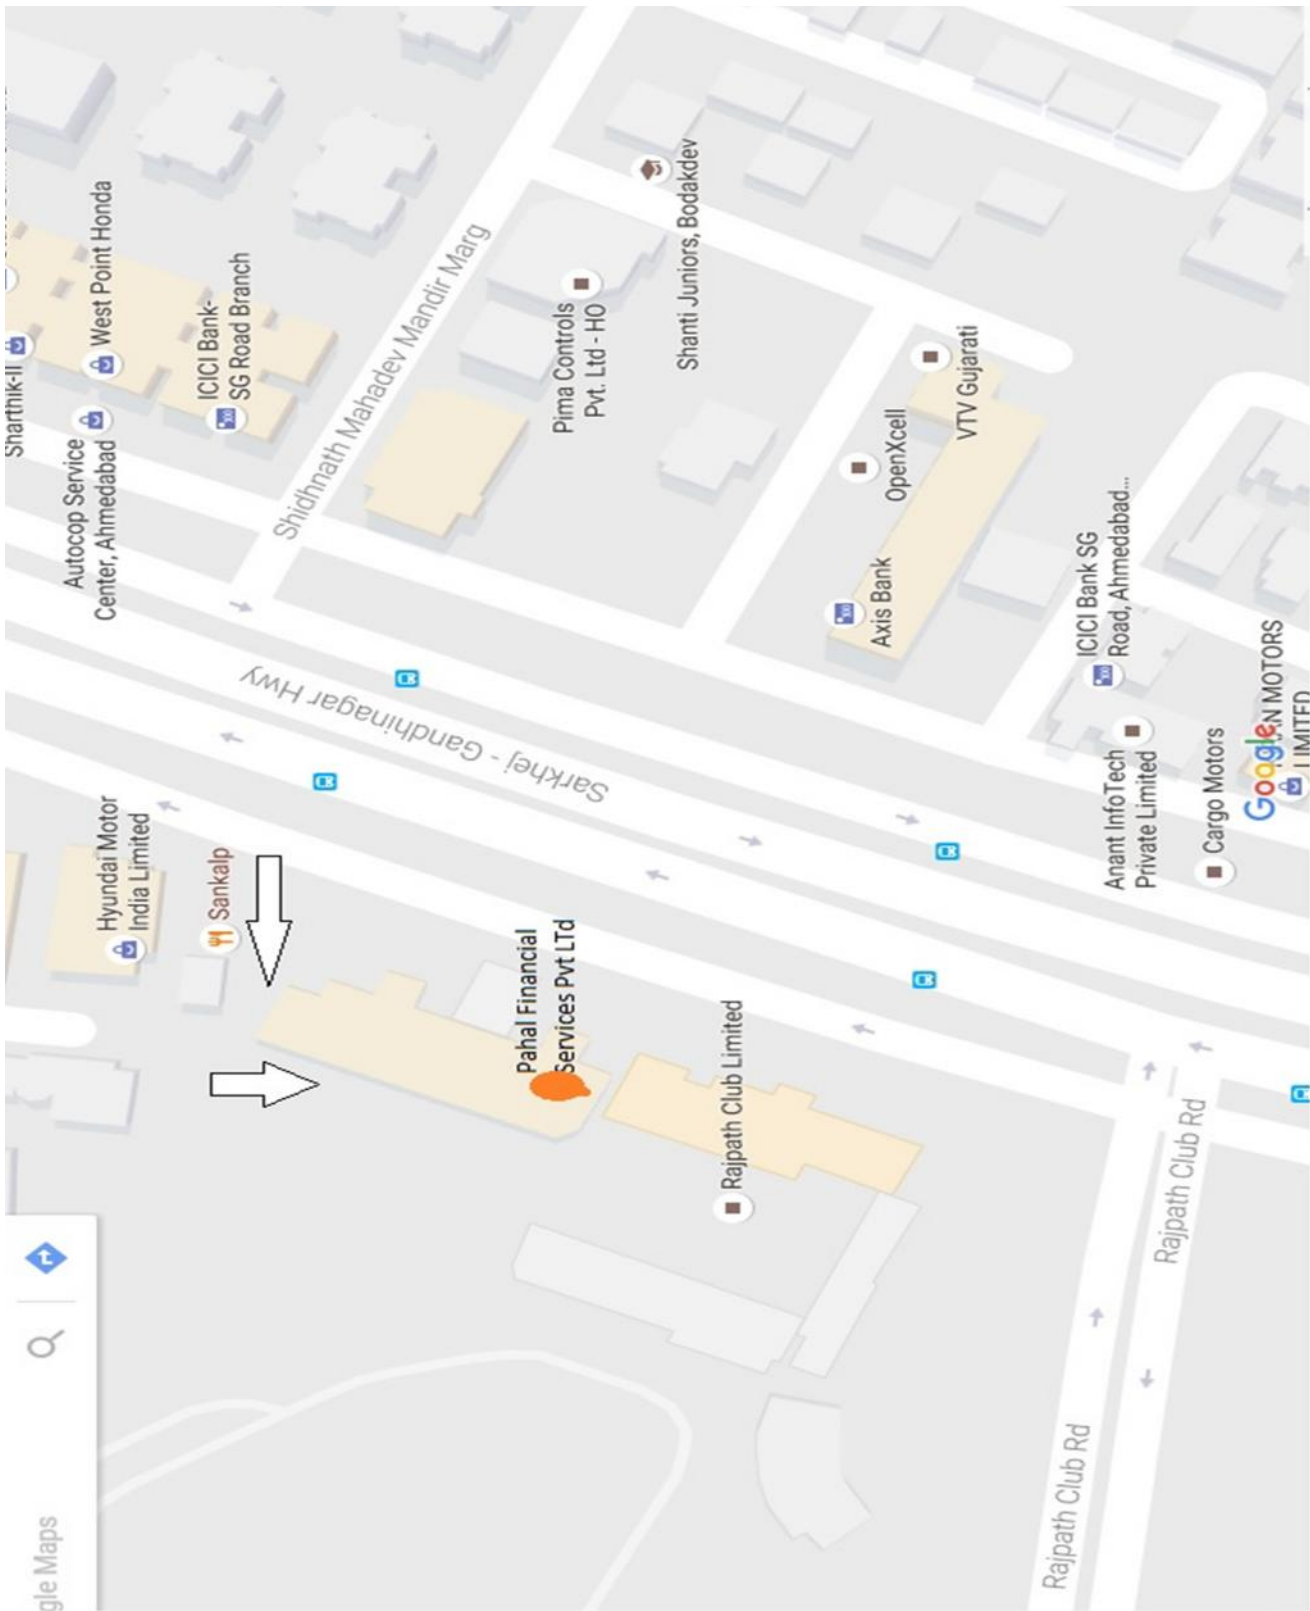 Sharthik-II
West Point Honda
Autocop Service
Center, Ahmedabad
ICICI Bank-
SG Road Branch
Shidhnath Mahadev Mandir Marg
Pima Controls
Pvt. Ltd - HO
Shanti Juniors, Bodakdev
VTV Gujarati
OpenXcell
Axis Bank
ICICI Bank SG
Road, Ahmedabad...
Sarkhej - Gandhinagar Hwy
Hyundai Motor
India Limited
Sankalp
Pahal Financial
Services Pvt LTd
Rajpath Club Limited
Anant InfoTech
Private Limited
Cargo Motors
Google
MOTORS
LIMITED
Rajpath Club Rd
Rajpath Club Rd
gle Maps